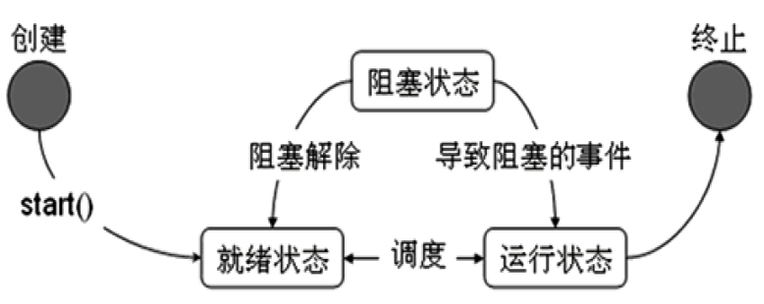 创建
终止
阻塞状态
阻塞解除
导致阻塞的事件
start()
就绪状态
调度
运行状态